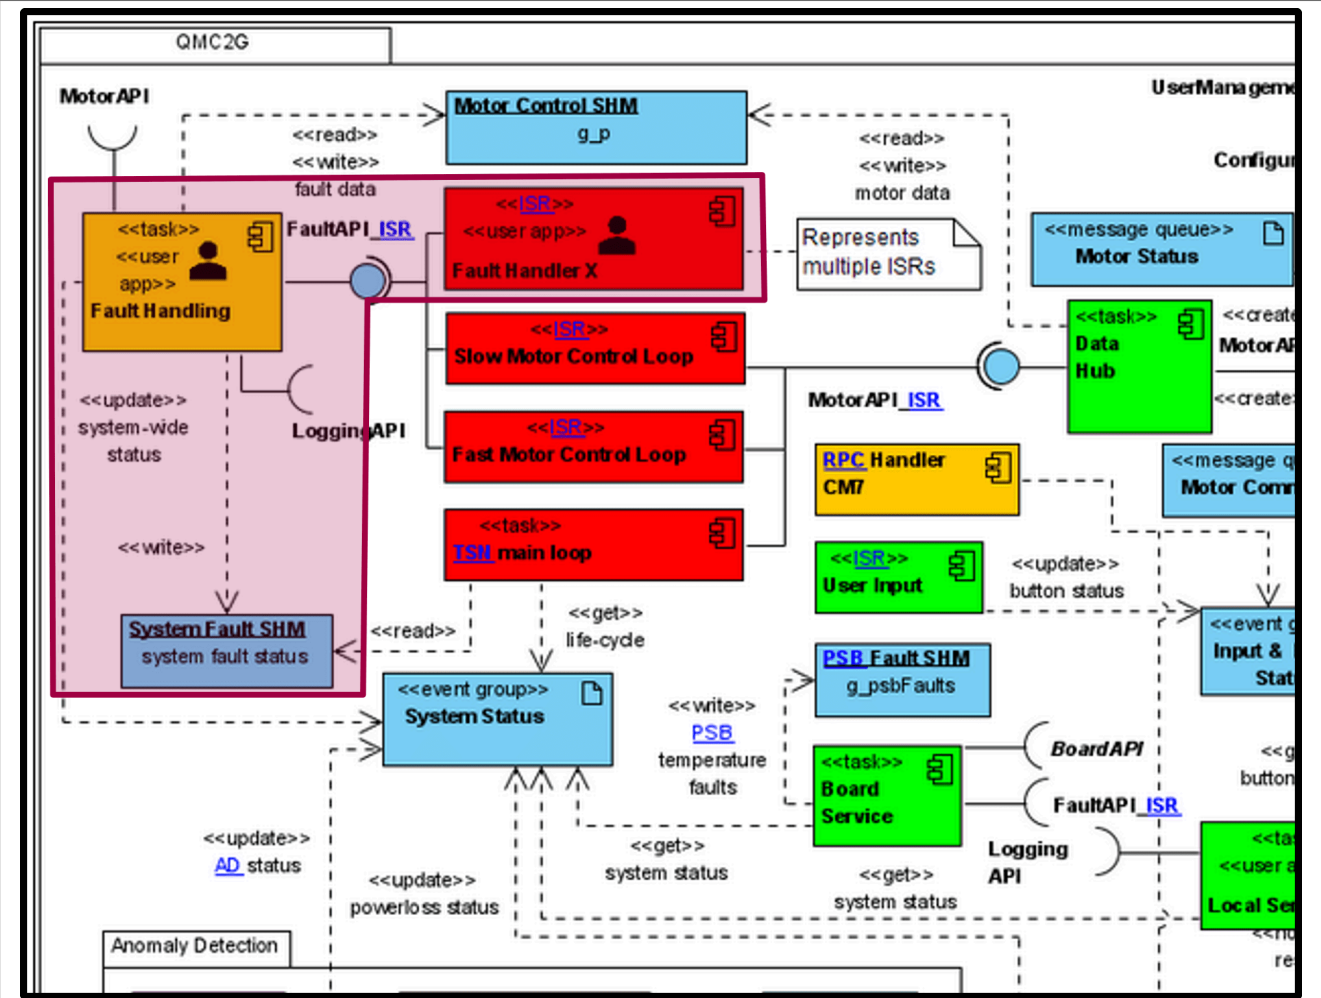 QMC2G
MotorAPI
<<read>>
<<write>>
fault data
Motor Control SHM
g_p
<<read>>
<<write>>
motor data
UserManageme
Configur
<<task>>
<<user
app>>
Fault Handling
FaultAPI_ISR
<<ISR>>
<<user app>>
Fault Handler X
Represents
multiple ISRs
<<message queue>>
Motor Status
<<ISR>>
Slow Motor Control Loop
<<task>>
Data
Hub
<<create
MotorAP
<<create>
<<update>>
system-wide
status
LoggingAPI
<<ISR>>
Fast Motor Control Loop
MotorAPI_ISR
RPC Handler
CM7
<<message q
Motor Comm
<<write>>
<<task>>
TSN main loop
<<ISR>>
User Input
<<update>>
button status
System Fault SHM
system fault status
<<read>>
<<get>>
life-cycle
<<event g
Input &
Stat
PSB Fault SHM
g_psbFaults
<<event group>>
System Status
<<write>>
PSB
temperature
faults
<<task>>
Board
Service
BoardAPI
FaultAPI_ISR
<<g
button
<<update>>
AD status
<<update>>
powerloss status
<<get>>
system status
<<get>>
system status
Logging
API
<<tas
<<user a
Local Ser
re
Anomaly Detection